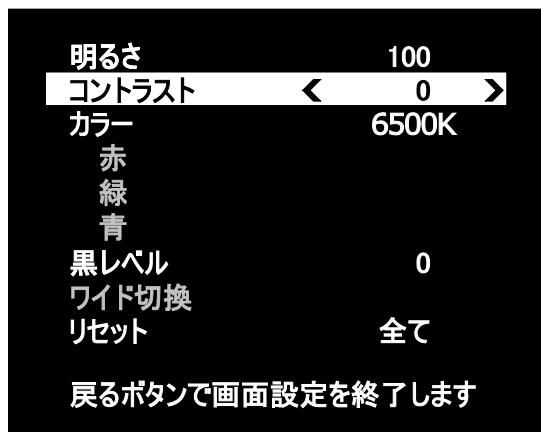 明るさ 100
コントラスト < 0 >
カラー 6500K
赤
緑
青
黒レベル 0
ワイド切換
リセット 全て
戻るボタンで画面設定を終了します